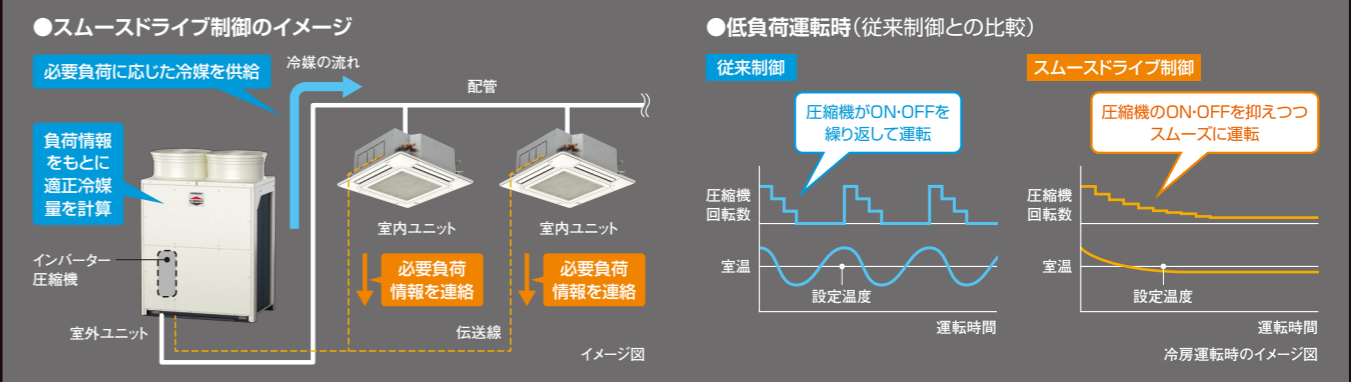 ●スムースドライブ制御のイメージ
必要負荷に応じた冷媒を供給
冷媒の流れ
配管
負荷情報
をもとに
適正冷媒
量を計算
室内ユニット
室内ユニット
インバーター
圧縮機
必要負荷
情報を連絡
必要負荷
情報を連絡
室外ユニット
伝送線
イメージ図
●低負荷運転時(従来制御との比較)
従来制御
圧縮機がON・OFFを
繰り返して運転
圧縮機
回転数
室温
設定温度
運転時間
スムースドライブ制御
圧縮機のON・OFFを抑えつつ
スムーズに運転
圧縮機
回転数
室温
設定温度
運転時間
冷房運転時のイメージ図